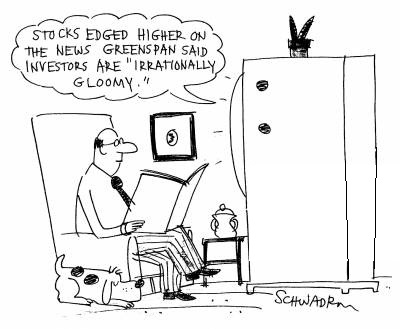 STOCKS EDGED HIGHER ON
THE NEWS GREENSPAN SAID
INVESTORS ARE "IRRATIONALLY
GLOOMY."
SCHWADRON